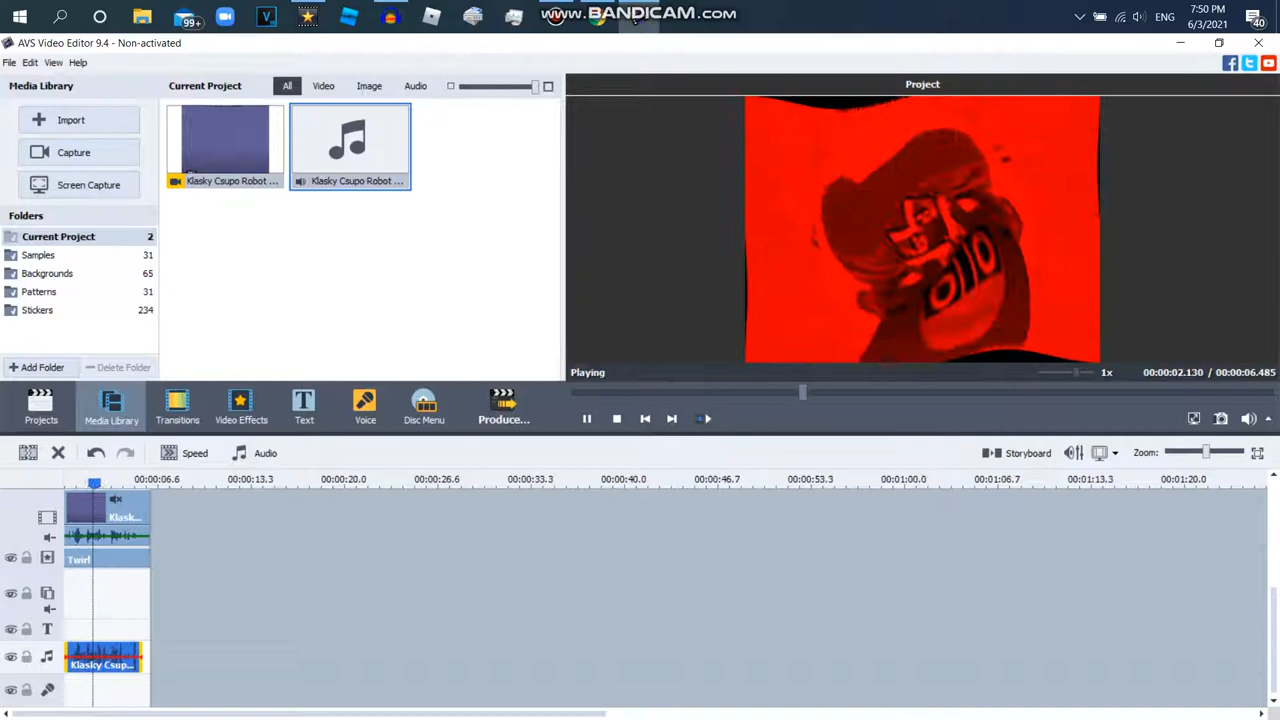 www.BANDICAM.com
99+
7:50 PM
ENG
6/3/2021
40
AVS Video Editor 9.4 - Non-activated
File Edit View Help
Media Library
Current Project
All
Video
Image
Audio
Project
Import
Capture
Screen Capture
Klasky Csupo Robot ...
Klasky Csupo Robot ...
Folders
Current Project 2
Samples 31
Backgrounds 65
Patterns 31
Stickers 234
Add Folder
Delete Folder
Playing
1x
00:00:02.130 / 00:00:06.485
Projects
Media Library
Transitions
Video Effects
Text
Voice
Disc Menu
Produce...
Speed
Audio
Storyboard
Zoom:
00:00:06.6 00:00:13.3 00:00:20.0 00:00:26.6 00:00:33.3 00:00:40.0 00:00:46.7 00:00:53.3 00:01:00.0 00:01:06.7 00:01:13.3 00:01:20.0
Klask...
Twirl
T
Klasky Csup...